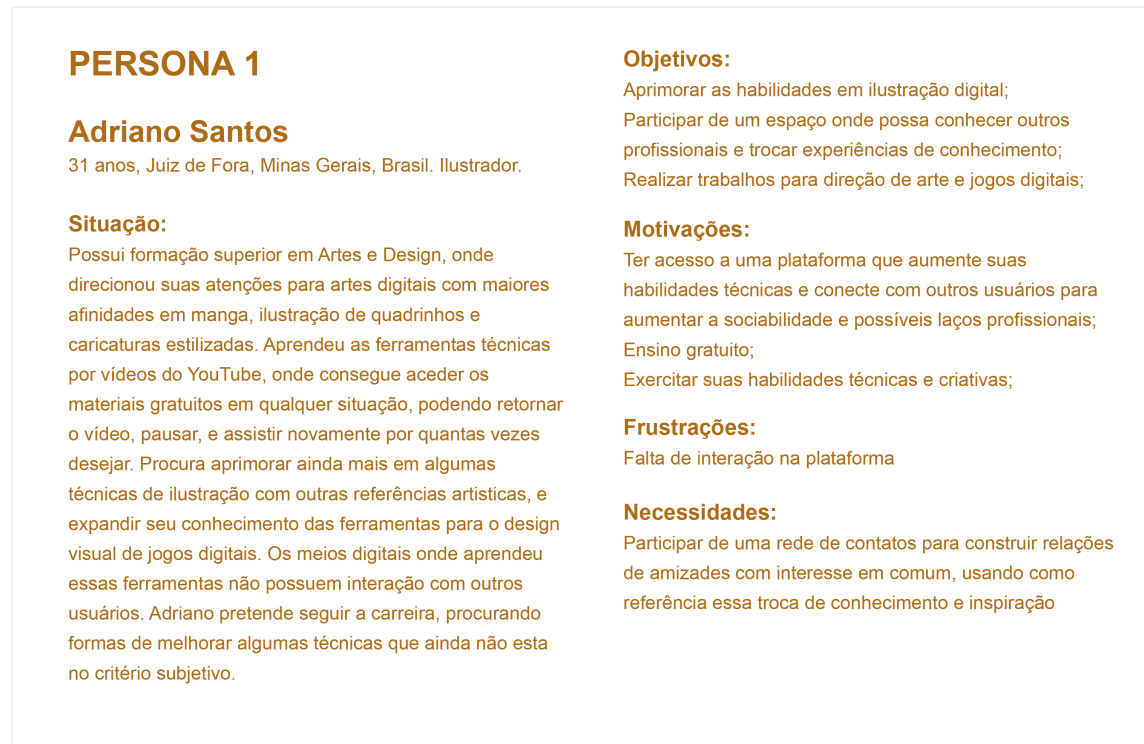 PERSONA 1
Adriano Santos
31 anos, Juiz de Fora, Minas Gerais, Brasil. Ilustrador.
Situação:
Possui formação superior em Artes e Design, onde
direcionou suas atenções para artes digitais com maiores
afinidades em manga, ilustração de quadrinhos e
caricaturas estilizadas. Aprendeu as ferramentas técnicas
por vídeos do YouTube, onde consegue aceder os
materiais gratuitos em qualquer situação, podendo retornar
o vídeo, pausar, e assistir novamente por quantas vezes
desejar. Procura aprimorar ainda mais em algumas
técnicas de ilustração com outras referências artisticas, e
expandir seu conhecimento das ferramentas para o design
visual de jogos digitais. Os meios digitais onde aprendeu
essas ferramentas não possuem interação com outros
usuários. Adriano pretende seguir a carreira, procurando
formas de melhorar algumas técnicas que ainda não esta
no critério subjetivo.
Objetivos:
Aprimorar as habilidades em ilustração digital;
Participar de um espaço onde possa conhecer outros
profissionais e trocar experiências de conhecimento;
Realizar trabalhos para direção de arte e jogos digitais;
Motivações:
Ter acesso a uma plataforma que aumente suas
habilidades técnicas e conecte com outros usuários para
aumentar a sociabilidade e possíveis laços profissionais;
Ensino gratuito;
Exercitar suas habilidades técnicas e criativas;
Frustrações:
Falta de interação na plataforma
Necessidades:
Participar de uma rede de contatos para construir relações
de amizades com interesse em comum, usando como
referência essa troca de conhecimento e inspiração